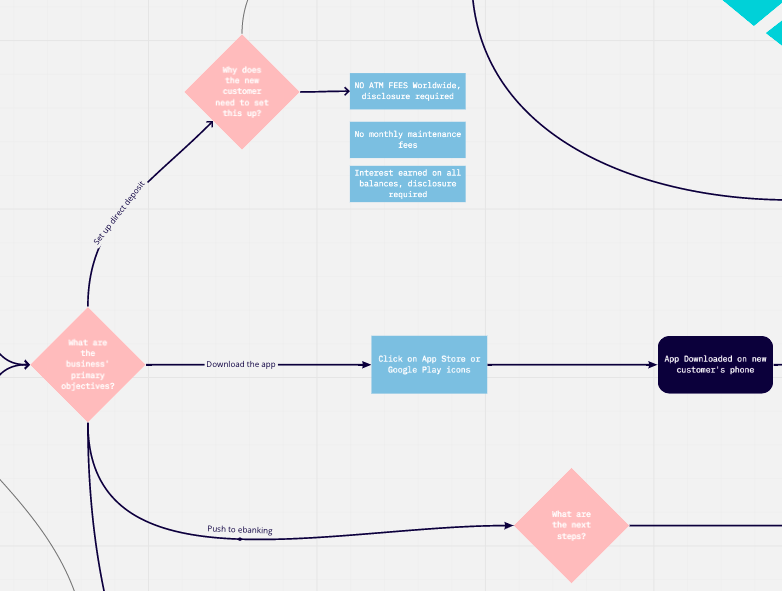 Why does
the new
customer
need to set
this up?
NO ATM FEES Worldwide,
disclosure required
No monthly maintenance
fees
Interest earned on all
balances, disclosure
required
Set up direct deposit
What are
the
business'
primary
objectives?
Download the app
Click on App Store or
Google Play icons
App Downloaded on new
customer's phone
Push to ebanking
What are
the next
steps?